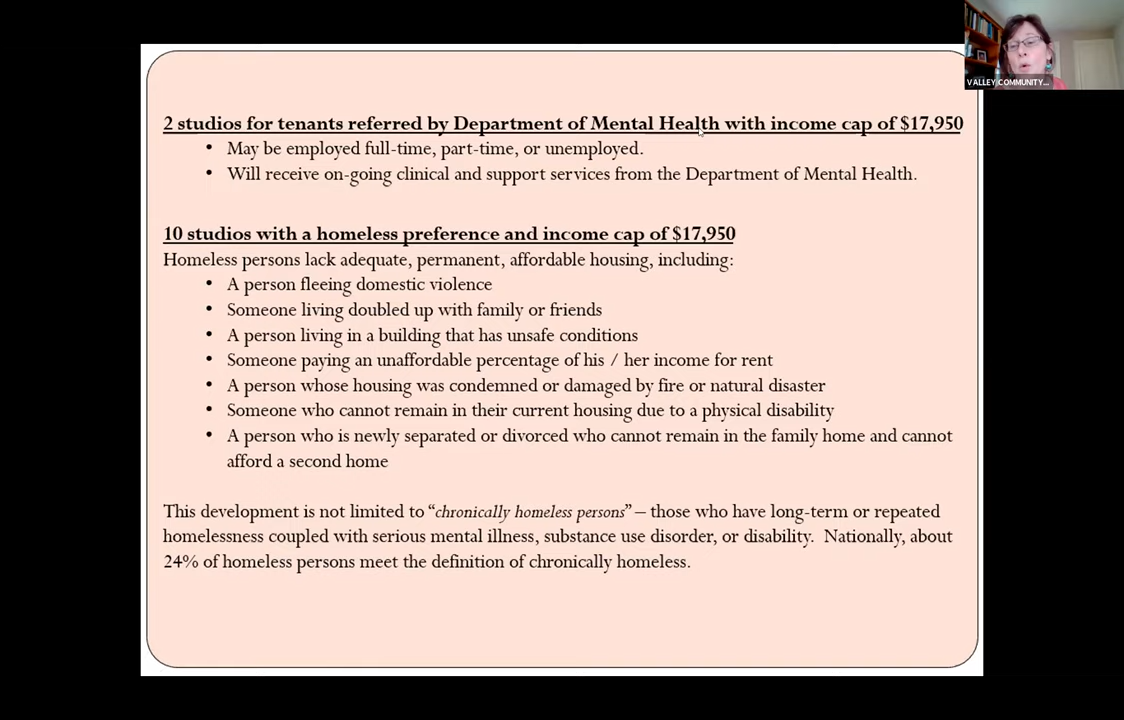 VALLEY COMMUNITY...
2 studios for tenants referred by Department of Mental Health with income cap of $17,950
• May be employed full-time, part-time, or unemployed.
• Will receive on-going clinical and support services from the Department of Mental Health.
10 studios with a homeless preference and income cap of $17,950
Homeless persons lack adequate, permanent, affordable housing, including:
• A person fleeing domestic violence
• Someone living doubled up with family or friends
• A person living in a building that has unsafe conditions
• Someone paying an unaffordable percentage of his / her income for rent
• A person whose housing was condemned or damaged by fire or natural disaster
• Someone who cannot remain in their current housing due to a physical disability
• A person who is newly separated or divorced who cannot remain in the family home and cannot
afford a second home
This development is not limited to “chronically homeless persons” – those who have long-term or repeated
homelessness coupled with serious mental illness, substance use disorder, or disability.  Nationally, about
24% of homeless persons meet the definition of chronically homeless.